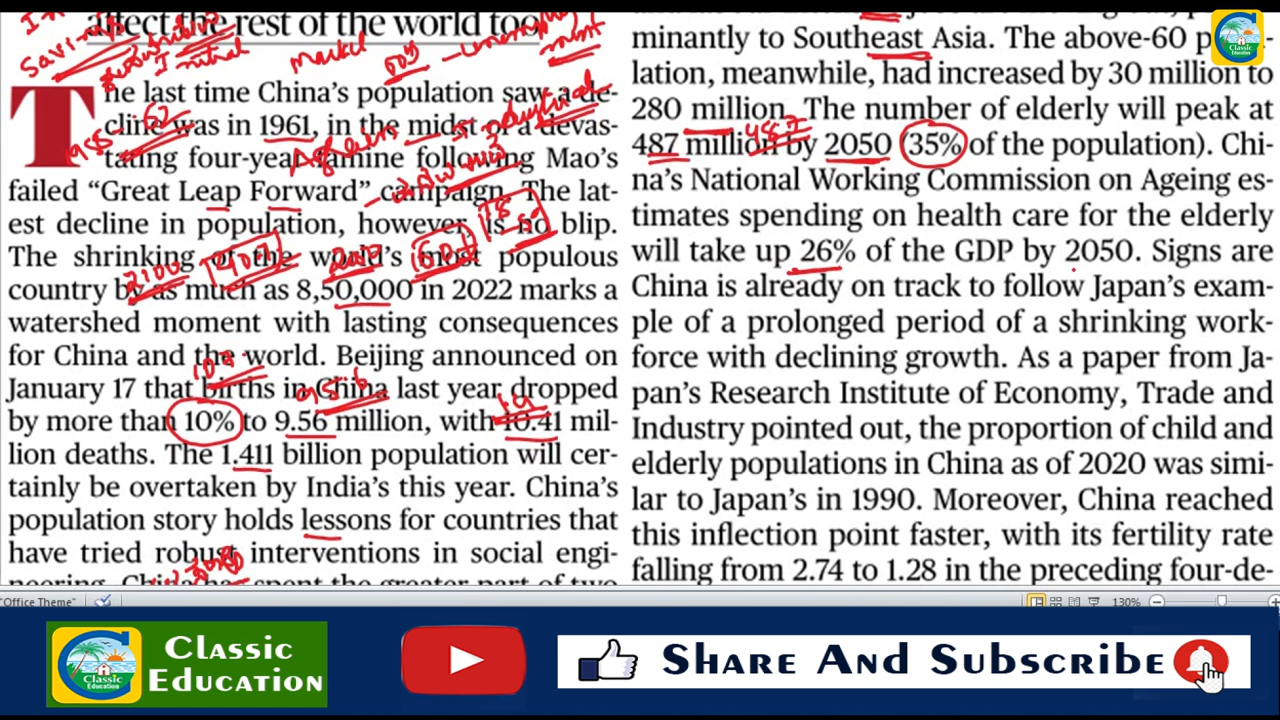 affect the rest of the world too
The last time China's population saw a de-
cline was in 1961, in the midst of a devas-
tating four-year famine following Mao's
failed “Great Leap Forward” campaign. The lat-
est decline in population, however, is no blip.
The shrinking of the world's most populous
country by as much as 8,50,000 in 2022 marks a
watershed moment with lasting consequences
for China and the world. Beijing announced on
January 17 that births in China last year dropped
by more than 10% to 9.56 million, with 10.41 mil-
lion deaths. The 1.411 billion population will cer-
tainly be overtaken by India's this year. China's
population story holds lessons for countries that
have tried robust interventions in social engi-
minantly to Southeast Asia. The above-60 popu-
lation, meanwhile, had increased by 30 million to
280 million. The number of elderly will peak at
487 million by 2050 (35% of the population). Chi-
na's National Working Commission on Ageing es-
timates spending on health care for the elderly
will take up 26% of the GDP by 2050. Signs are
China is already on track to follow Japan's exam-
ple of a prolonged period of a shrinking work-
force with declining growth. As a paper from Ja-
pan's Research Institute of Economy, Trade and
Industry pointed out, the proportion of child and
elderly populations in China as of 2020 was simi-
lar to Japan's in 1990. Moreover, China reached
this inflection point faster, with its fertility rate
falling from 2.74 to 1.28 in the preceding four-de-
market
2100
"Office Theme"
130%
Classic
Education
Classic
Education
Classic
Education
Share And Subscribe